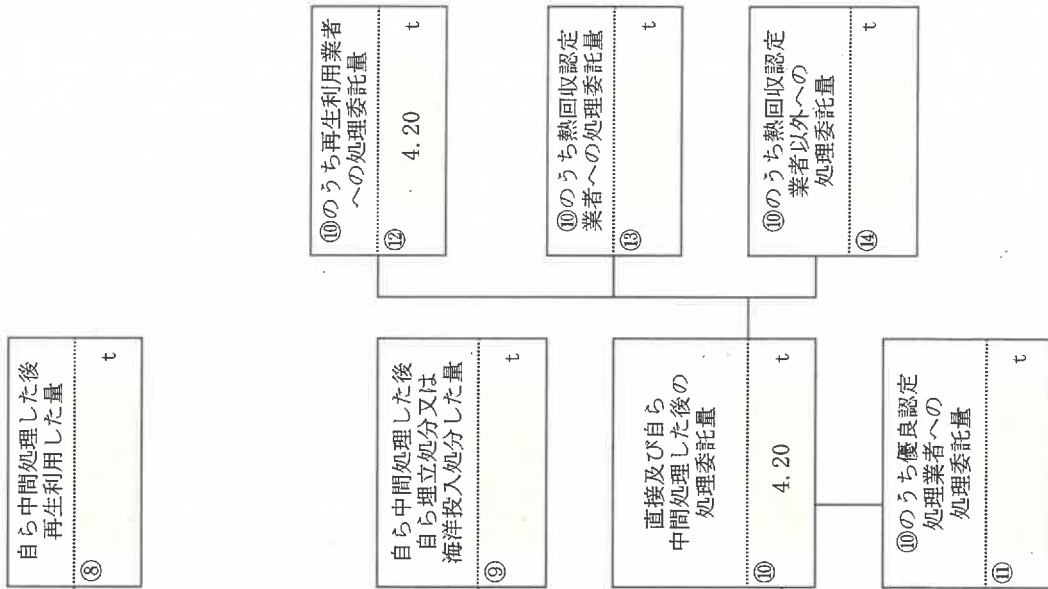 自ら中間処理した後
再生利用した量
⑧ t
自ら中間処理した後
自ら埋立処分又は
海洋投入処分した量
⑨ t
直接及び自ら
中間処理した後の
処理委託量
⑩ 4.20 t
⑩のうち優良認定
処理業者への
処理委託量
⑪ t
⑩のうち再生利用業者
への処理委託量
⑫ 4.20 t
⑩のうち熱回収認定
業者への処理委託量
⑬ t
⑩のうち熱回収認定
業者以外への
処理委託量
⑭ t